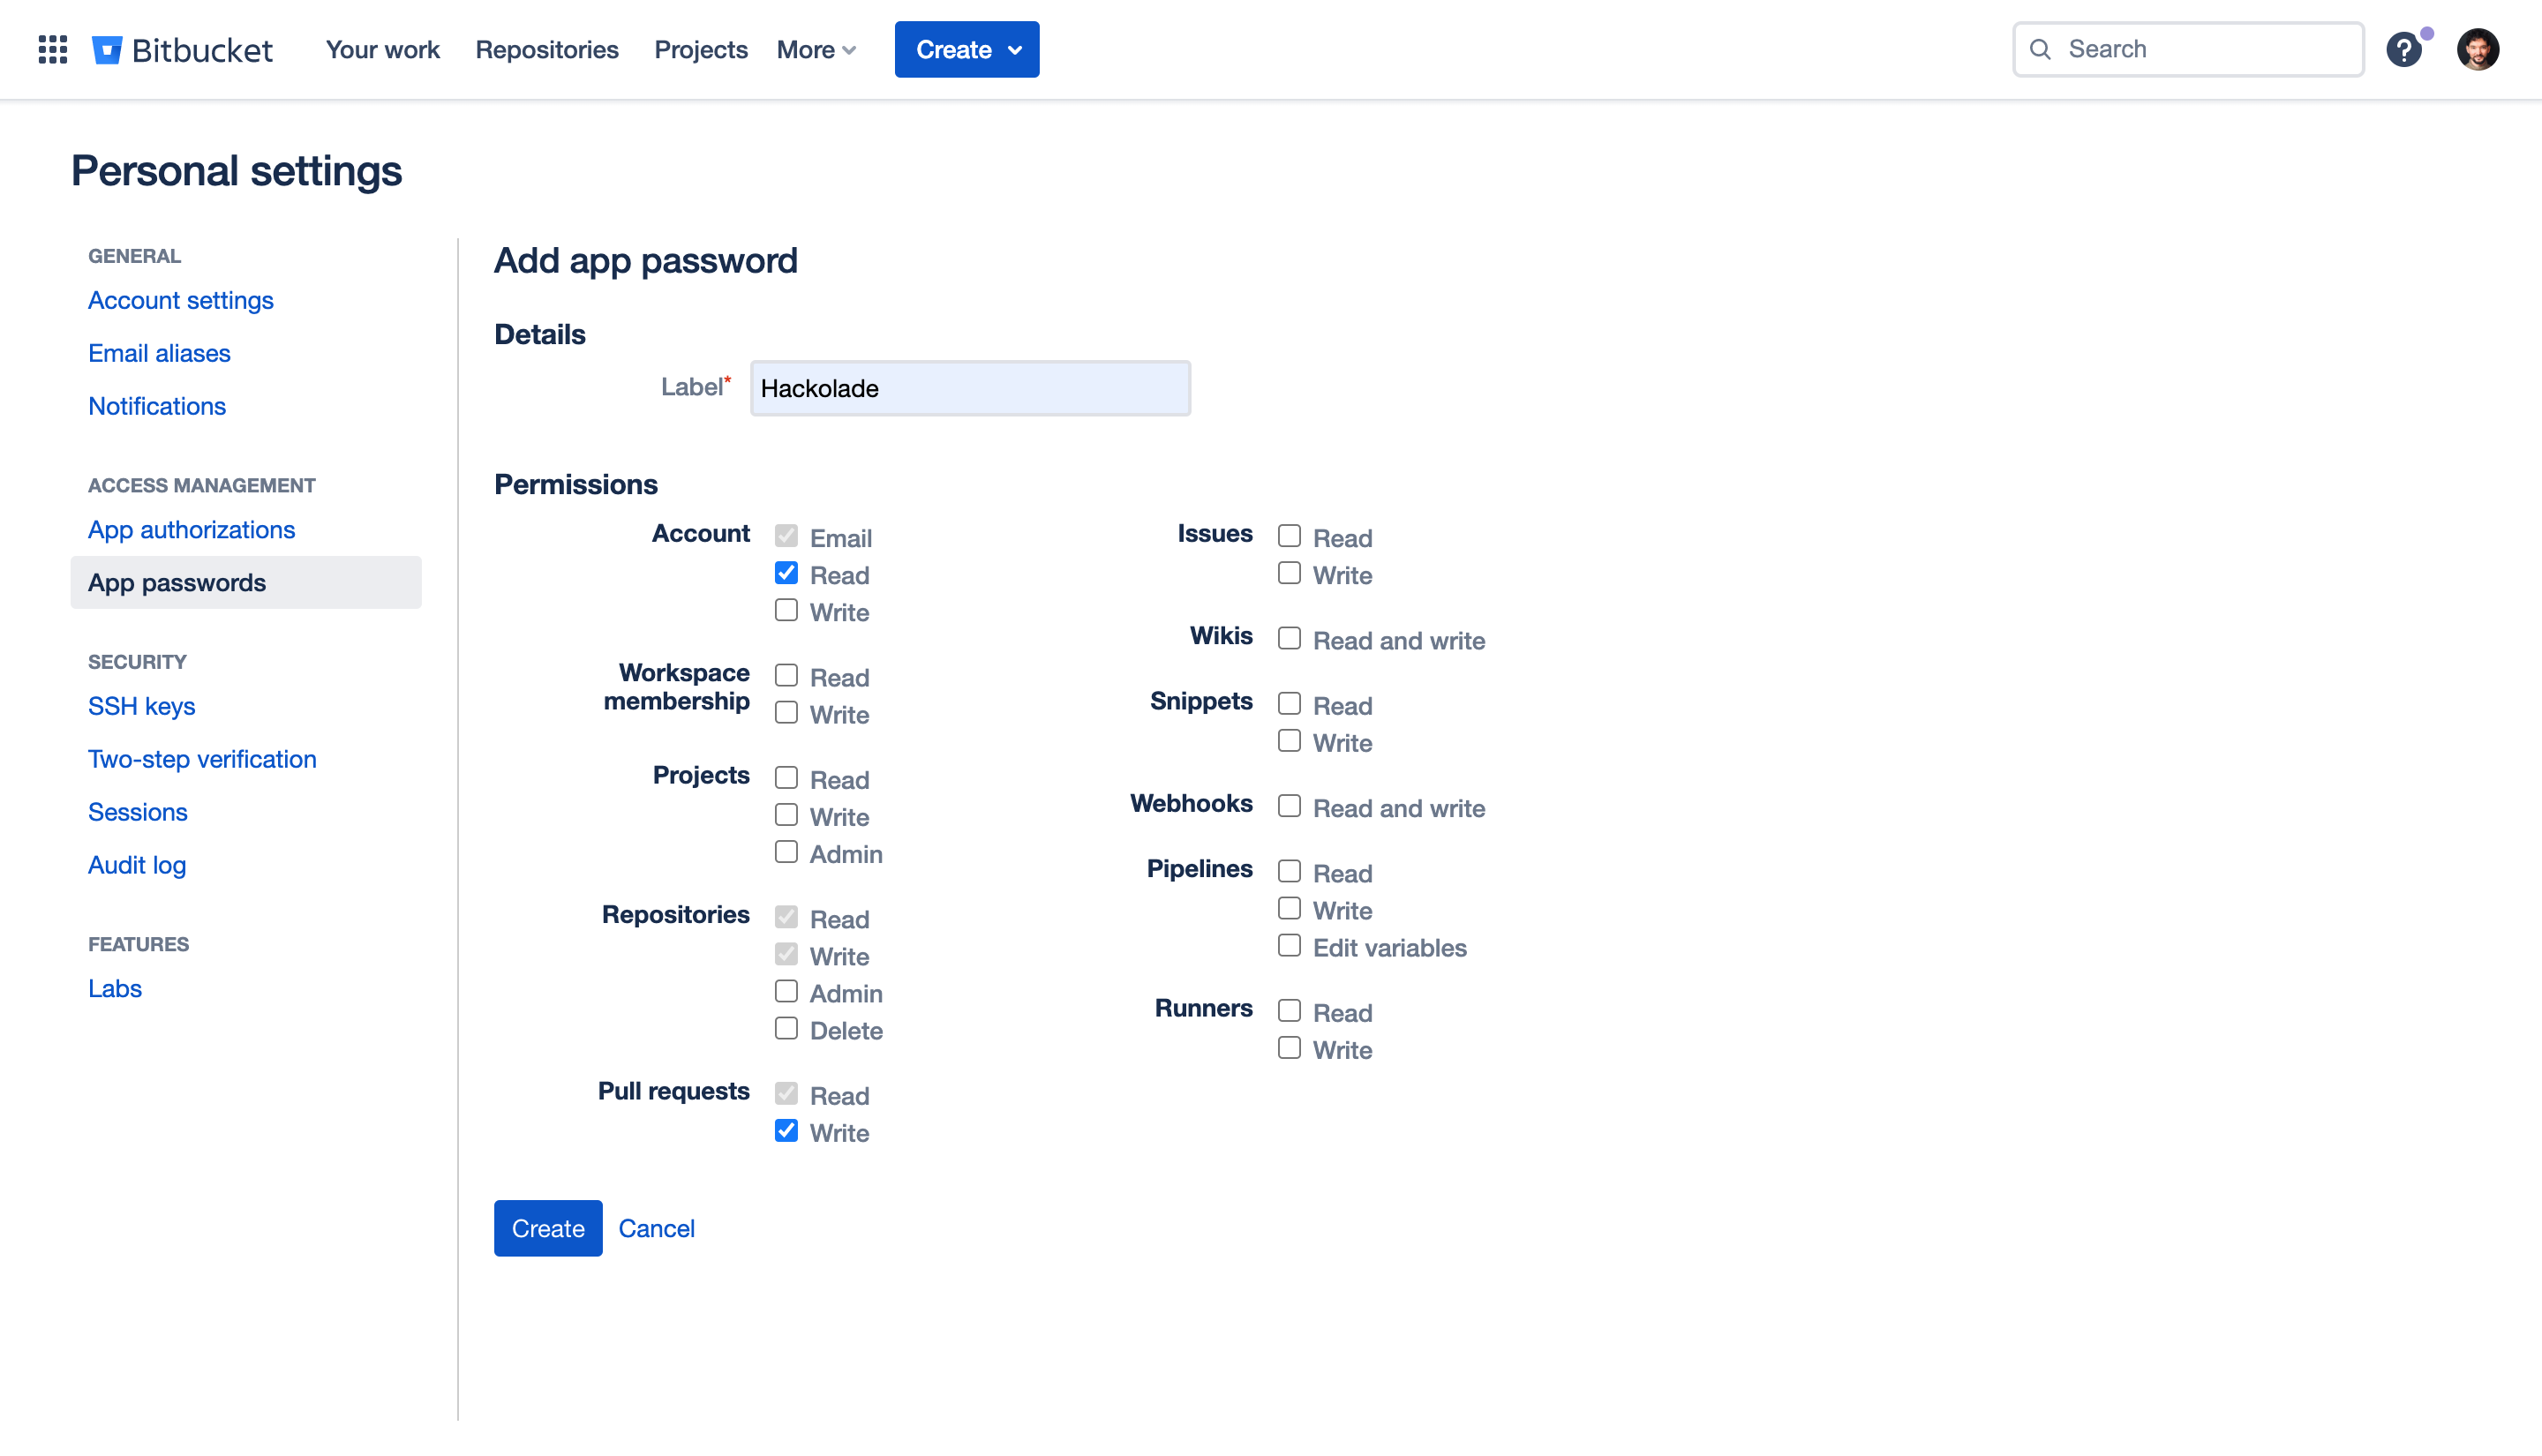 Bitbucket Your work Repositories Projects More Create Search
Personal settings
GENERAL
Account settings
Email aliases
Notifications
ACCESS MANAGEMENT
App authorizations
App passwords
SECURITY
SSH keys
Two-step verification
Sessions
Audit log
FEATURES
Labs
Add app password
Details
Label* Hackolade
Permissions
Account Email
Read
Write
Workspace membership Read
Write
Projects Read
Write
Admin
Repositories Read
Write
Admin
Delete
Pull requests Read
Write
Issues Read
Write
Wikis Read and write
Snippets Read
Write
Webhooks Read and write
Pipelines Read
Write
Edit variables
Runners Read
Write
Create Cancel